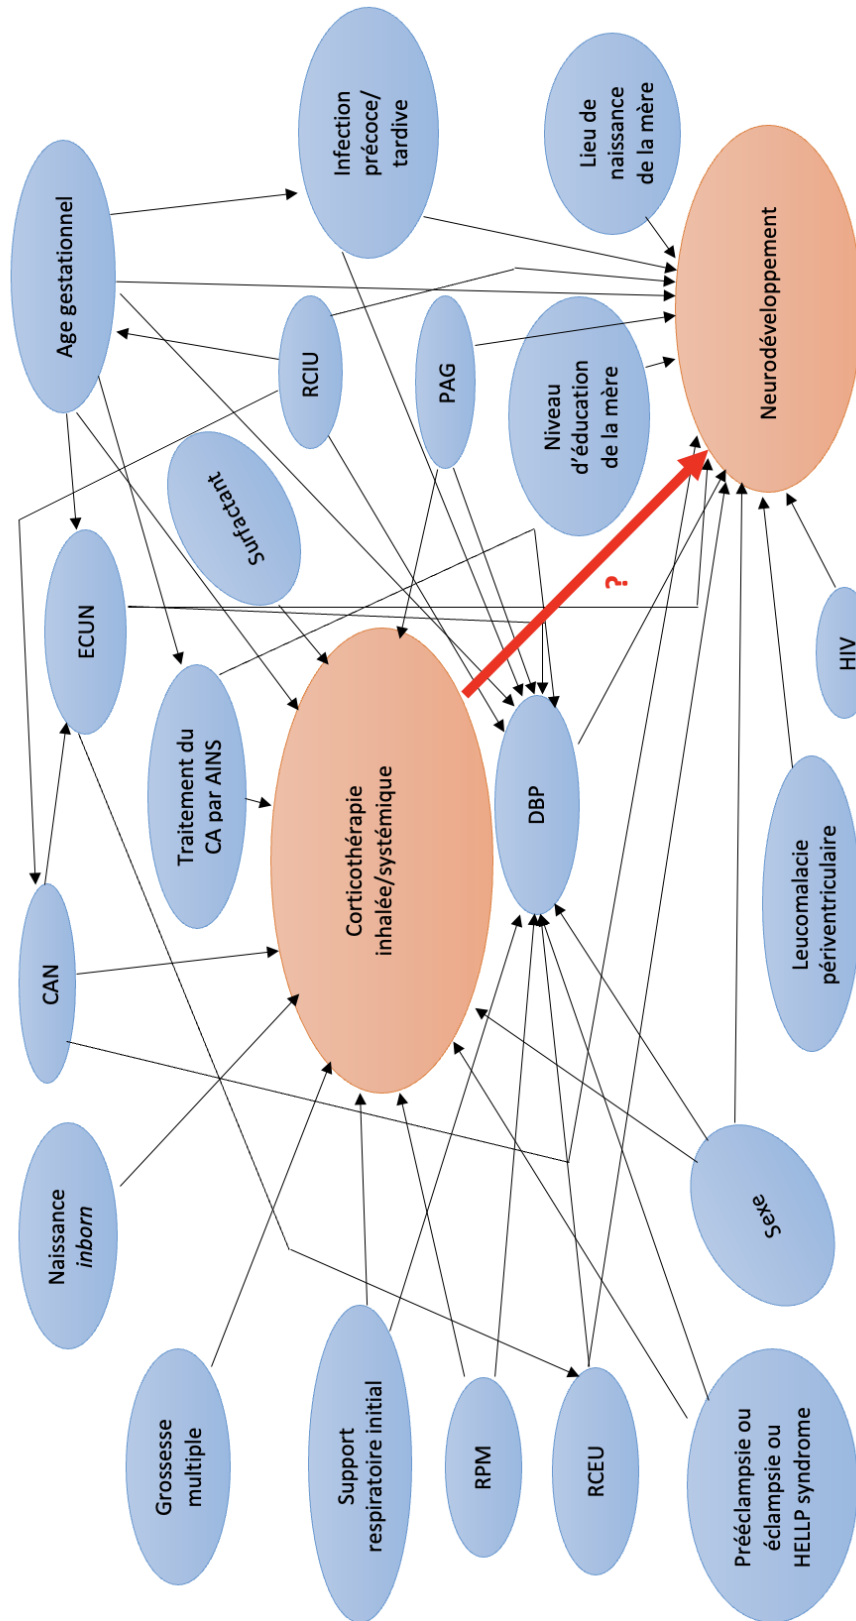 Naissance
inborn
CAN
ECUN
Age gestationnel
Grossesse
multiple
Traitement du
CA par AINS
Surfactant
RCIU
Support
respiratoire initial
Corticothérapie
inhalée/systémique
Infection
précoce/
tardive
RPM
PAG
DBP
RCEU
?
Niveau
d'éducation
de la mère
Lieu de
naissance
de la mère
Prééclampsie ou
éclampsie ou
HELLP syndrome
Sexe
Neurodéveloppement
Leucomalacie
périventriculaire
HIV